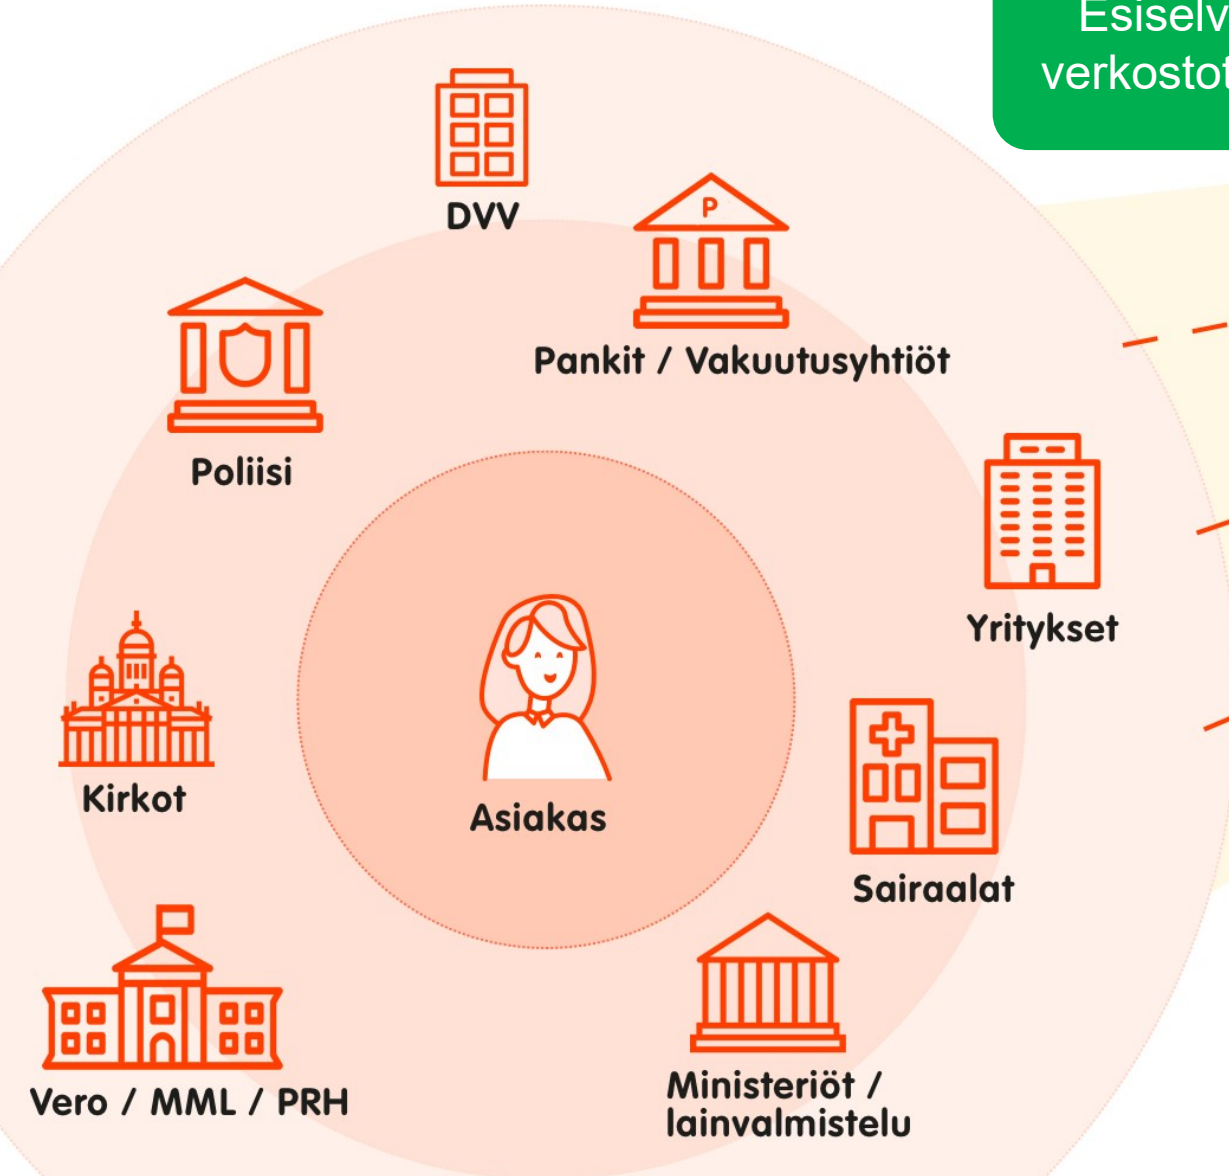 DVV
P
Pankit / Vakuutusyhtiöt
Poliisi
Yritykset
Kirkot
Asiakas
Sairaalat
Vero / MML / PRH
Ministeriöt /
lainvalmistelu